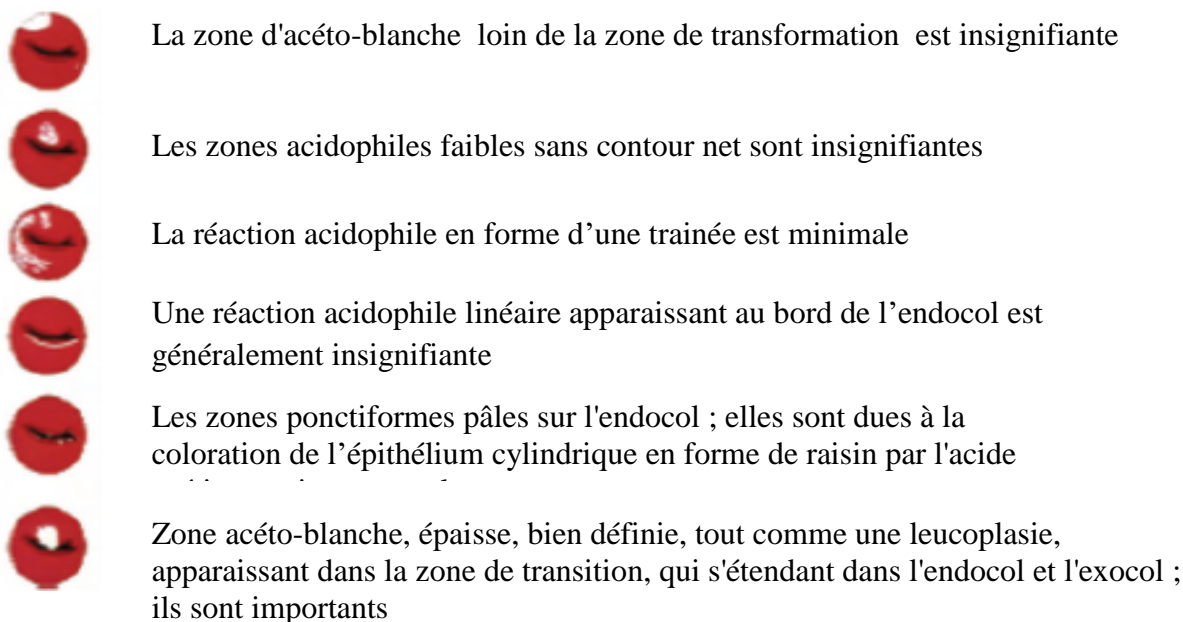 La zone d'acéto-blanche loin de la zone de transformation est insignifiante
Les zones acidophiles faibles sans contour net sont insignifiantes
La réaction acidophile en forme d’une trainée est minimale
Une réaction acidophile linéaire apparaissant au bord de l’endocol est
généralement insignifiante
Les zones ponctiformes pâles sur l'endocol ; elles sont dues à la
coloration de l’épithélium cylindrique en forme de raisin par l'acide
Zone acéto-blanche, épaisse, bien définie, tout comme une leucoplasie,
apparaissant dans la zone de transition, qui s'étendant dans l'endocol et l'exocol ;
ils sont importants